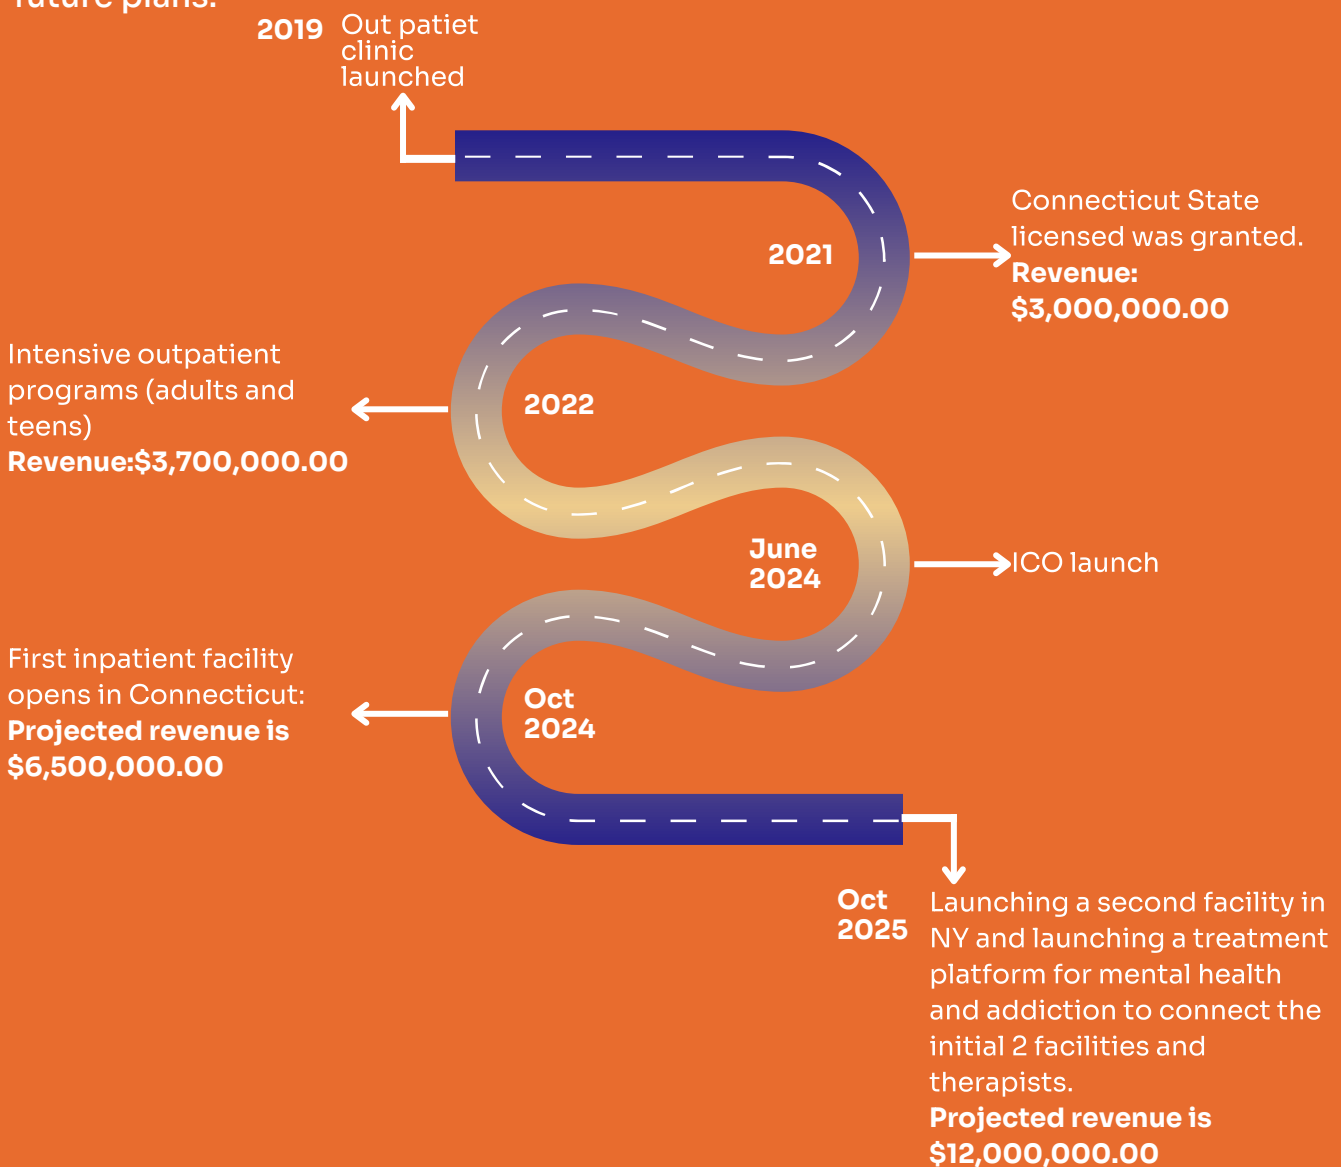 future plans.
2019
Out patiet
clinic
launched
2021
Connecticut State
licensed was granted.
Revenue:
$3,000,000.00
Intensive outpatient
programs (adults and
teens)
Revenue:$3,700,000.00
2022
June
2024
ICO launch
First inpatient facility
opens in Connecticut:
Projected revenue is
$6,500,000.00
Oct
2024
Oct
2025
Launching a second facility in
NY and launching a treatment
platform for mental health
and addiction to connect the
initial 2 facilities and
therapists.
Projected revenue is
$12,000,000.00